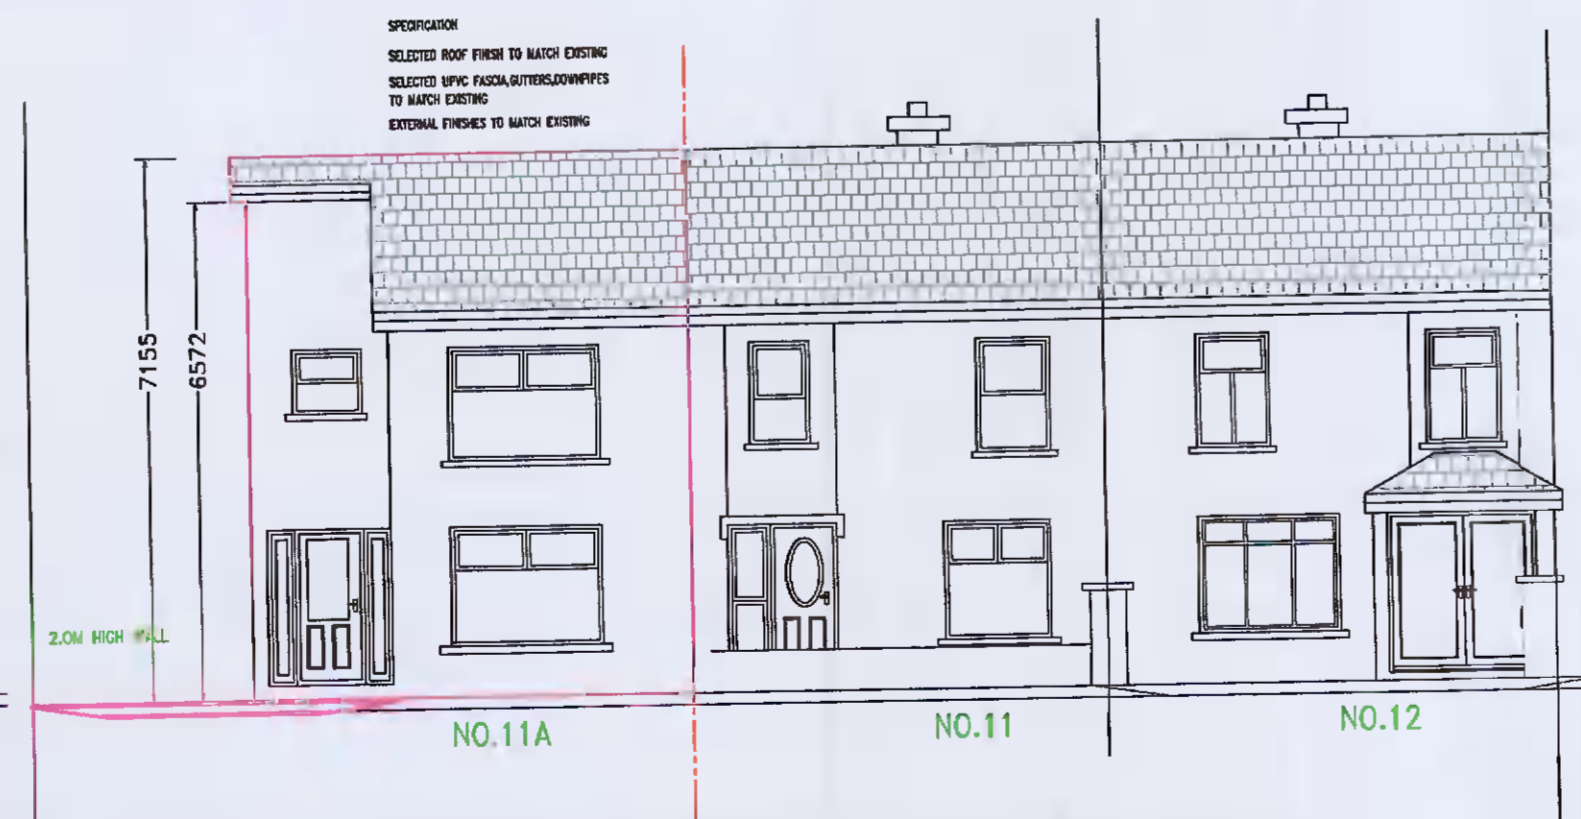 SPECIFICATION
SELECTED ROOF FINISH TO MATCH EXISTING
SELECTED UPVC FASCIA,GUTTERS,DOWNPIPES
TO MATCH EXISTING
EXTERNAL FINISHES TO MATCH EXISTING
7155
6572
2.0M HIGH
NO.11A
NO.11
NO.12